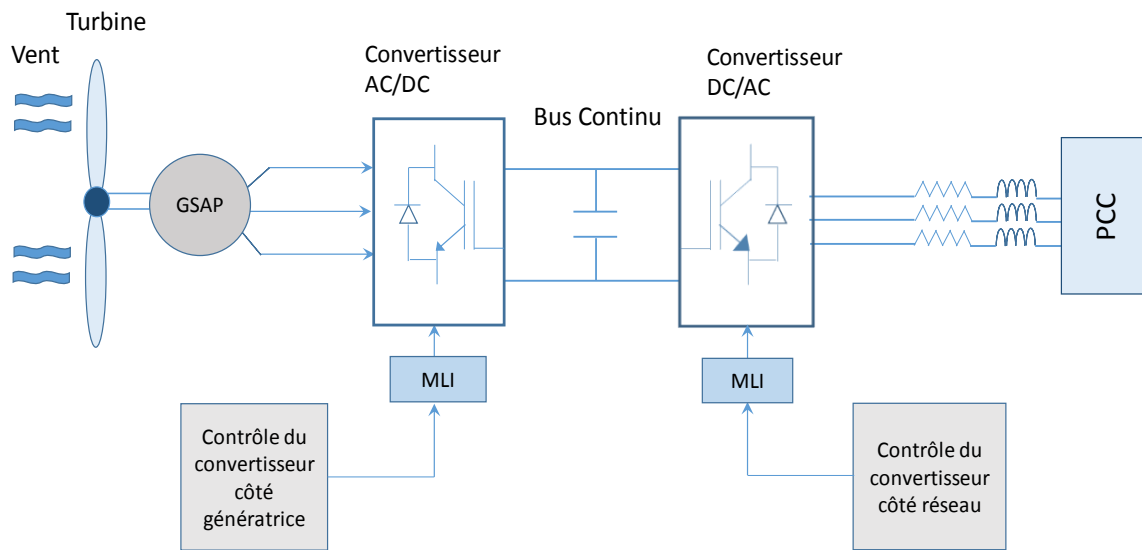 Turbine
Vent
Convertisseur
AC/DC
Convertisseur
DC/AC
Bus Continu
GSAP
PCC
MLI
MLI
Contrôle du
convertisseur
côté
génératrice
Contrôle du
convertisseur
côté réseau